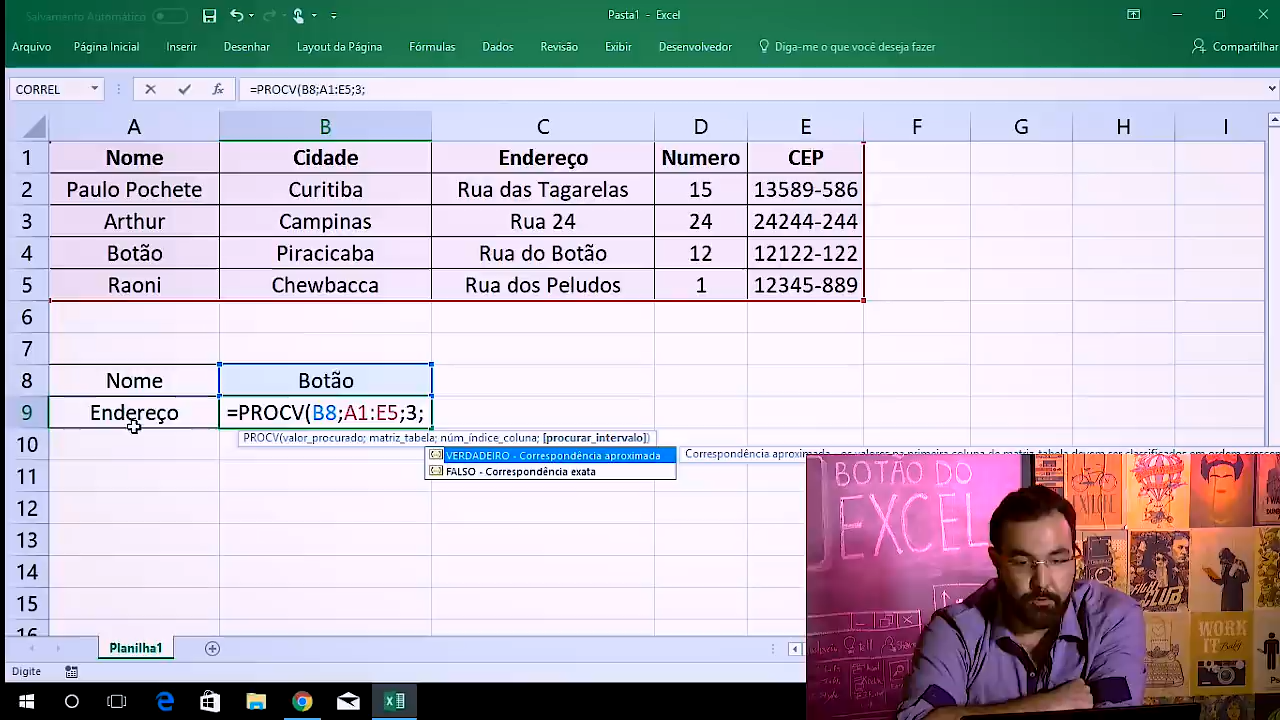 Salvamento Automático
Pasta1 - Excel
Arquivo Página Inicial Inserir Desenhar Layout da Página Fórmulas Dados Revisão Exibir Desenvolvedor Diga-me o que você deseja fazer Compartilhar
CORREL fx =PROCV(B8;A1:E5;3;
A B C D E F G H I
1 Nome Cidade Endereço Numero CEP
2 Paulo Pochete Curitiba Rua das Tagarelas 15 13589-586
3 Arthur Campinas Rua 24 24 24244-244
4 Botão Piracicaba Rua do Botão 12 12122-122
5 Raoni Chewbacca Rua dos Peludos 1 12345-889
6
7
8 Nome Botão
9 Endereço =PROCV(B8;A1:E5;3;
PROCV(valor_procurado; matriz_tabela; núm_índice_coluna; [procurar_intervalo])
10
VERDADEIRO - Correspondência aproximada
FALSO - Correspondência exata
11
12
13
14
15
BOTÃO DO
EXCEL
WORK
IT
Planilha1
Digite